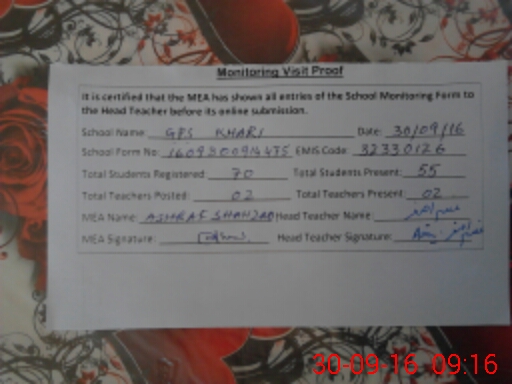 Monitoring Visit Proof
It is certified that the MEA has shown all entries of the School Monitoring Form to
the Head Teacher before its online submission.
School Name: GPS KHARI Date: 30/09/16
School Form No: EMIS Code: 32330126
Total Students Registered: 70 Total Students Present: 55
Total Teachers Posted: 02 Total Teachers Present: 02
MEA Name: ASHRAF SHAHZAD Head Teacher Name:
MEA Signature: Head Teacher Signature:
30-09-16 09:16